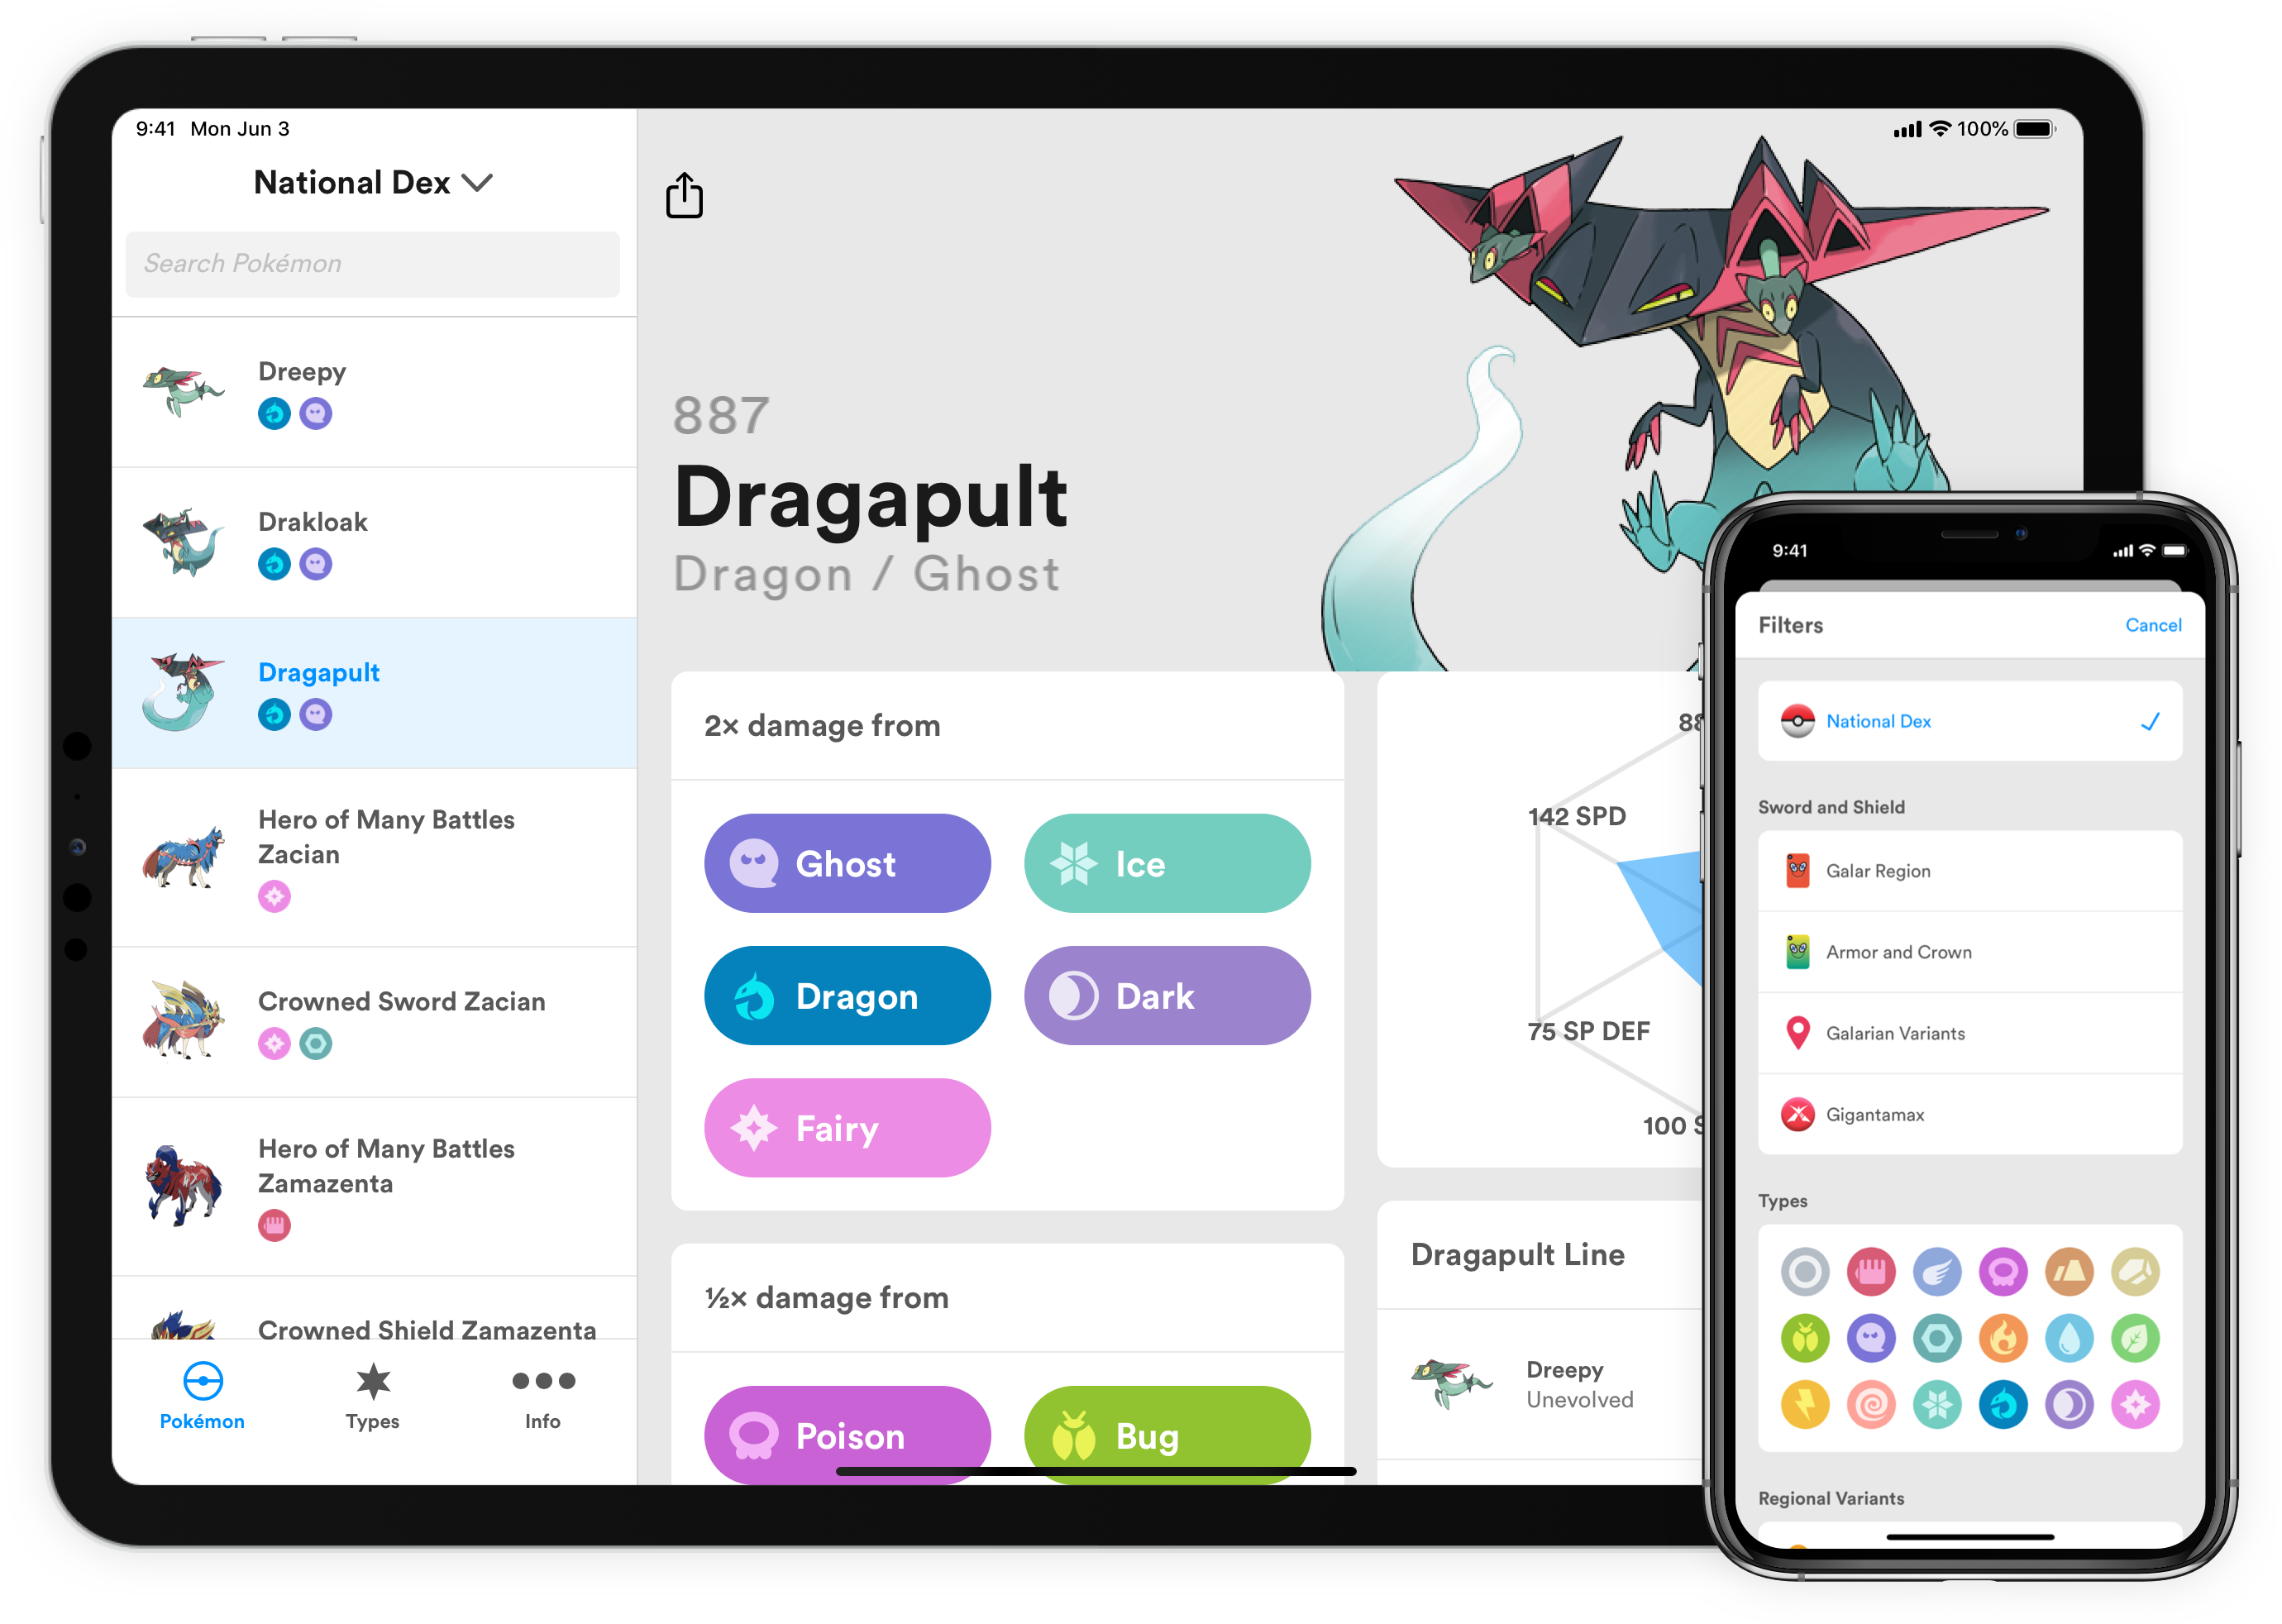 9:41 Mon Jun 3
100%
National Dex
Search Pokémon
Dreepy
Drakloak
Dragapult
Hero of Many Battles
Zacian
Crowned Sword Zacian
Hero of Many Battles
Zamazenta
Crowned Shield Zamazenta
Pokémon
Types
Info
887
Dragapult
Dragon / Ghost
2× damage from
Ghost
Ice
Dragon
Dark
Fairy
½× damage from
Poison
Bug
88
142 SPD
75 SP DEF
100 S
Dragapult Line
Dreepy
Unevolved
9:41
Filters
Cancel
National Dex
Sword and Shield
Galar Region
Armor and Crown
Galarian Variants
Gigantamax
Types
Regional Variants